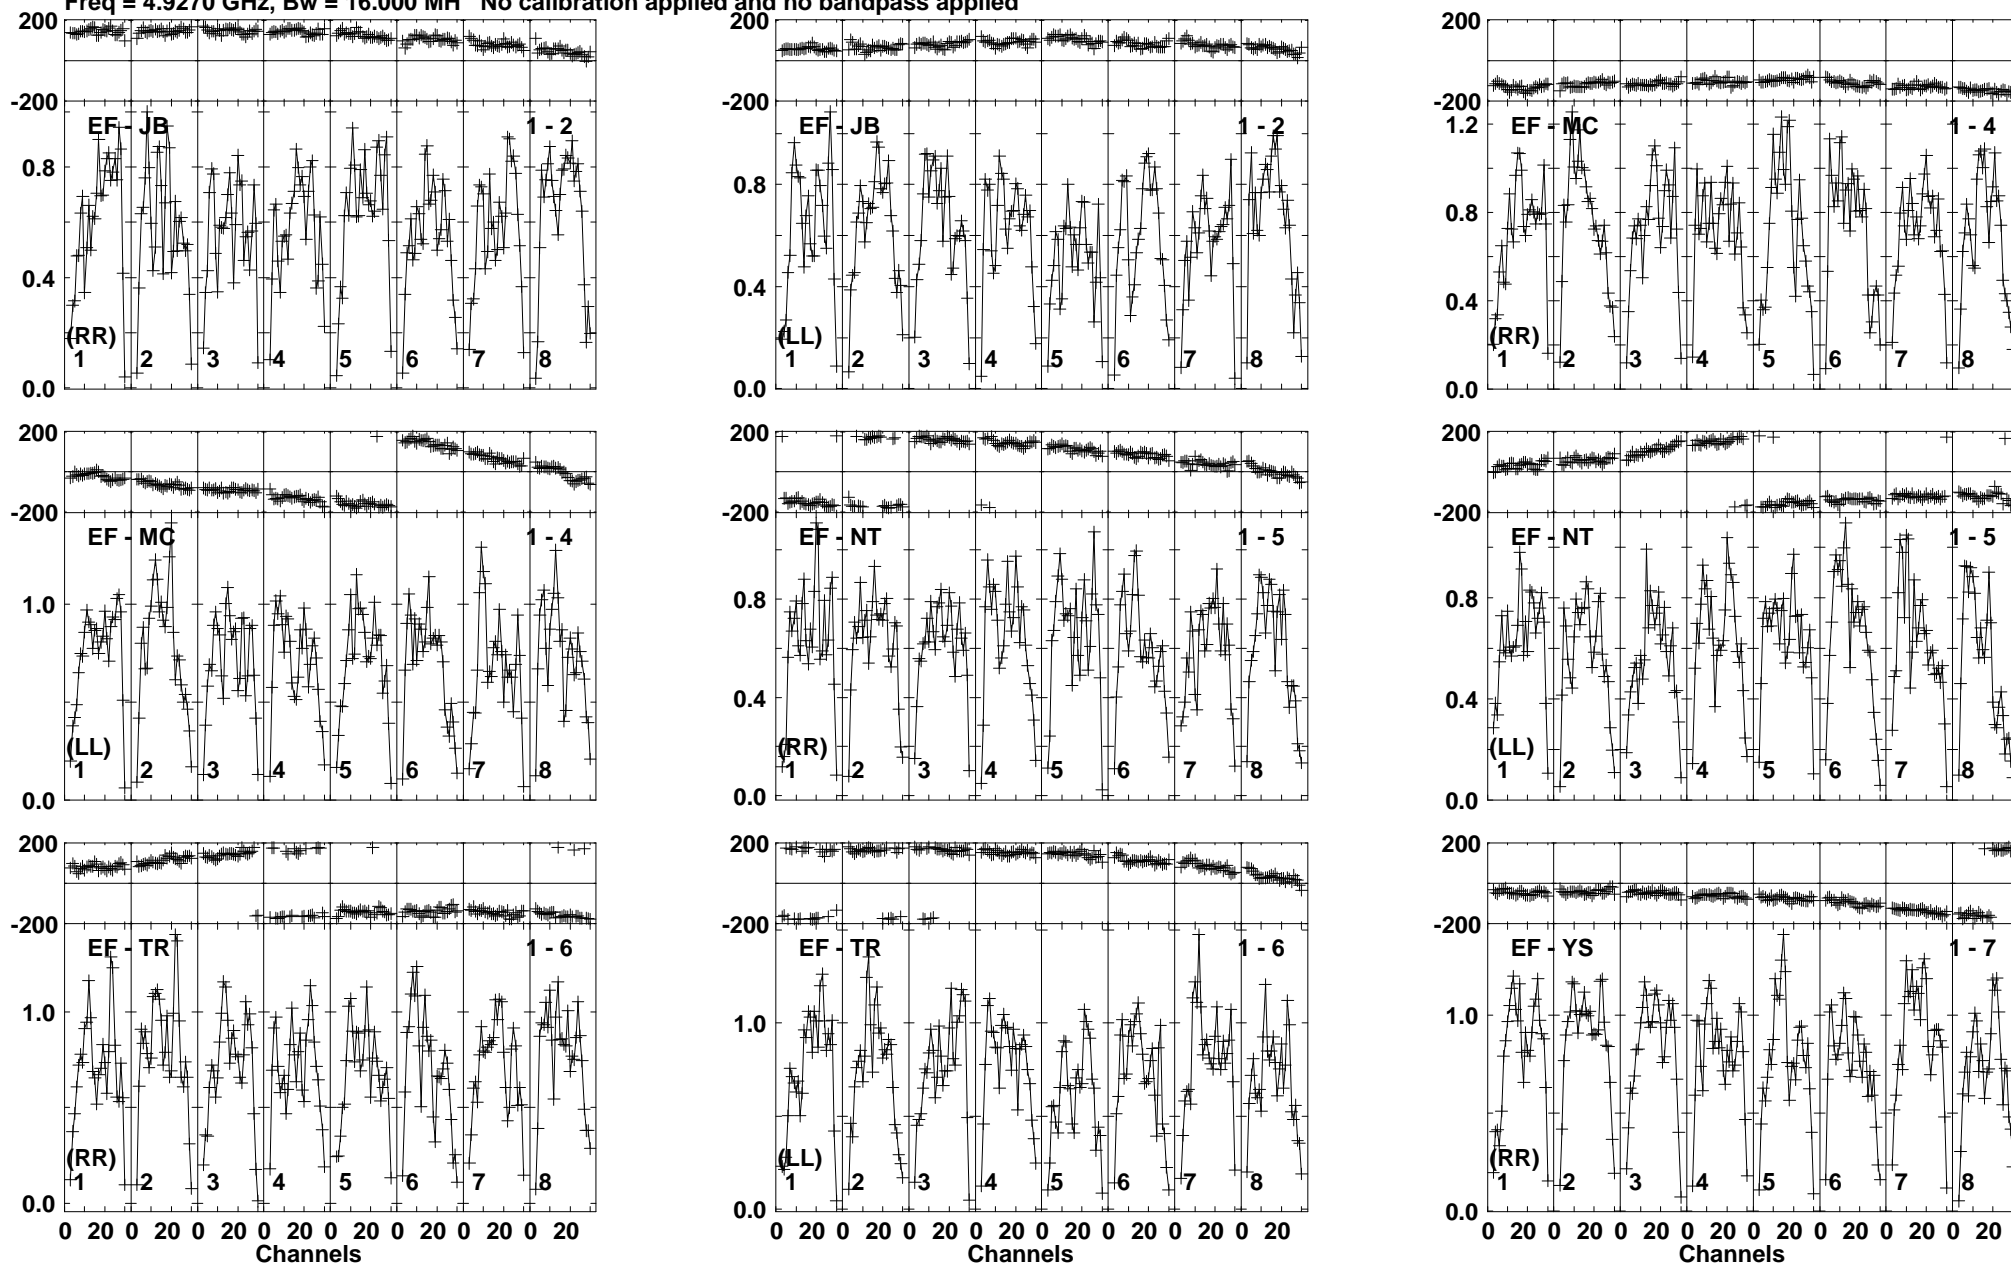 Freq = 4.9270 GHz, Bw = 16.000 MH No calibration applied and no bandpass applied
200 200 200
-200 -200 -200
EF - JB 1 - 2 EF - JB 1 - 2 EF - MC 1 - 4
1.2
0.8 0.8 0.8
0.4 0.4 0.4
(RR) (LL) (RR)
1 2 3 4 5 6 7 8 1 2 3 4 5 6 7 8 1 2 3 4 5 6 7 8
0.0 0.0 0.0
200 200 200
-200 -200 -200
EF - MC 1 - 4 EF - NT 1 - 5 EF - NT 1 - 5
1.0 0.8 0.8
0.4 0.4
(LL) (RR) (LL)
1 2 3 4 5 6 7 8 1 2 3 4 5 6 7 8 1 2 3 4 5 6 7 8
0.0 0.0 0.0
200 200 200
-200 -200 -200
EF - TR 1 - 6 EF - TR 1 - 6 EF - YS 1 - 7
1.0 1.0 1.0
(RR) (LL) (RR)
1 2 3 4 5 6 7 8 1 2 3 4 5 6 7 8 1 2 3 4 5 6 7 8
0.0 0.0 0.0
0 20 0 20 0 20 0 20 0 20 0 20 0 20 0 20 0 20 0 20 0 20 0 20 0 20 0 20 0 20 0 20 0 20 0 20 0 20 0 20 0 20 0 20 0 20 0 20
Channels Channels Channels